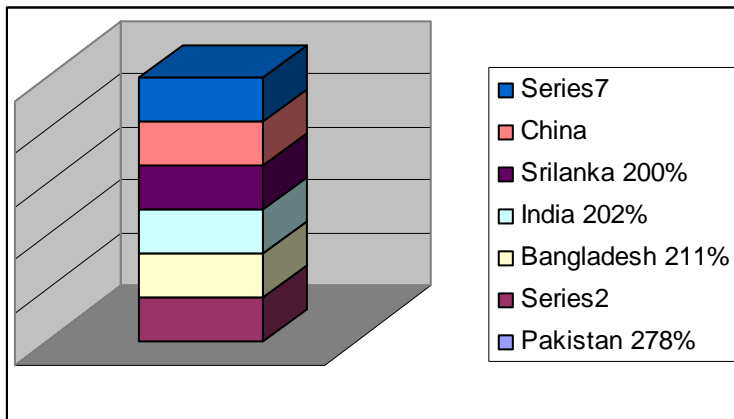 Series7
China
Srilanka 200%
India 202%
Bangladesh 211%
Series2
Pakistan 278%